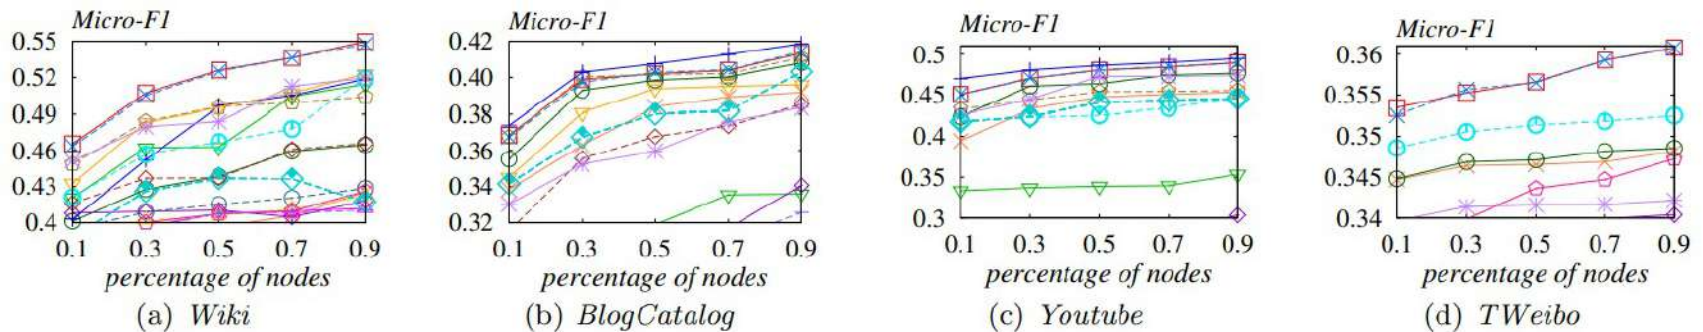 Micro-F1
0.55
0.52
0.49
0.46
0.43
0.4
0.1 0.3 0.5 0.7 0.9
percentage of nodes
(a) Wiki
Micro-F1
0.42
0.40
0.38
0.36
0.34
0.32
0.1 0.3 0.5 0.7 0.9
percentage of nodes
(b) BlogCatalog
Micro-F1
0.5
0.45
0.4
0.35
0.3
0.1 0.3 0.5 0.7 0.9
percentage of nodes
(c) Youtube
Micro-F1
0.36
0.355
0.35
0.345
0.34
0.1 0.3 0.5 0.7 0.9
percentage of nodes
(d) TWeibo